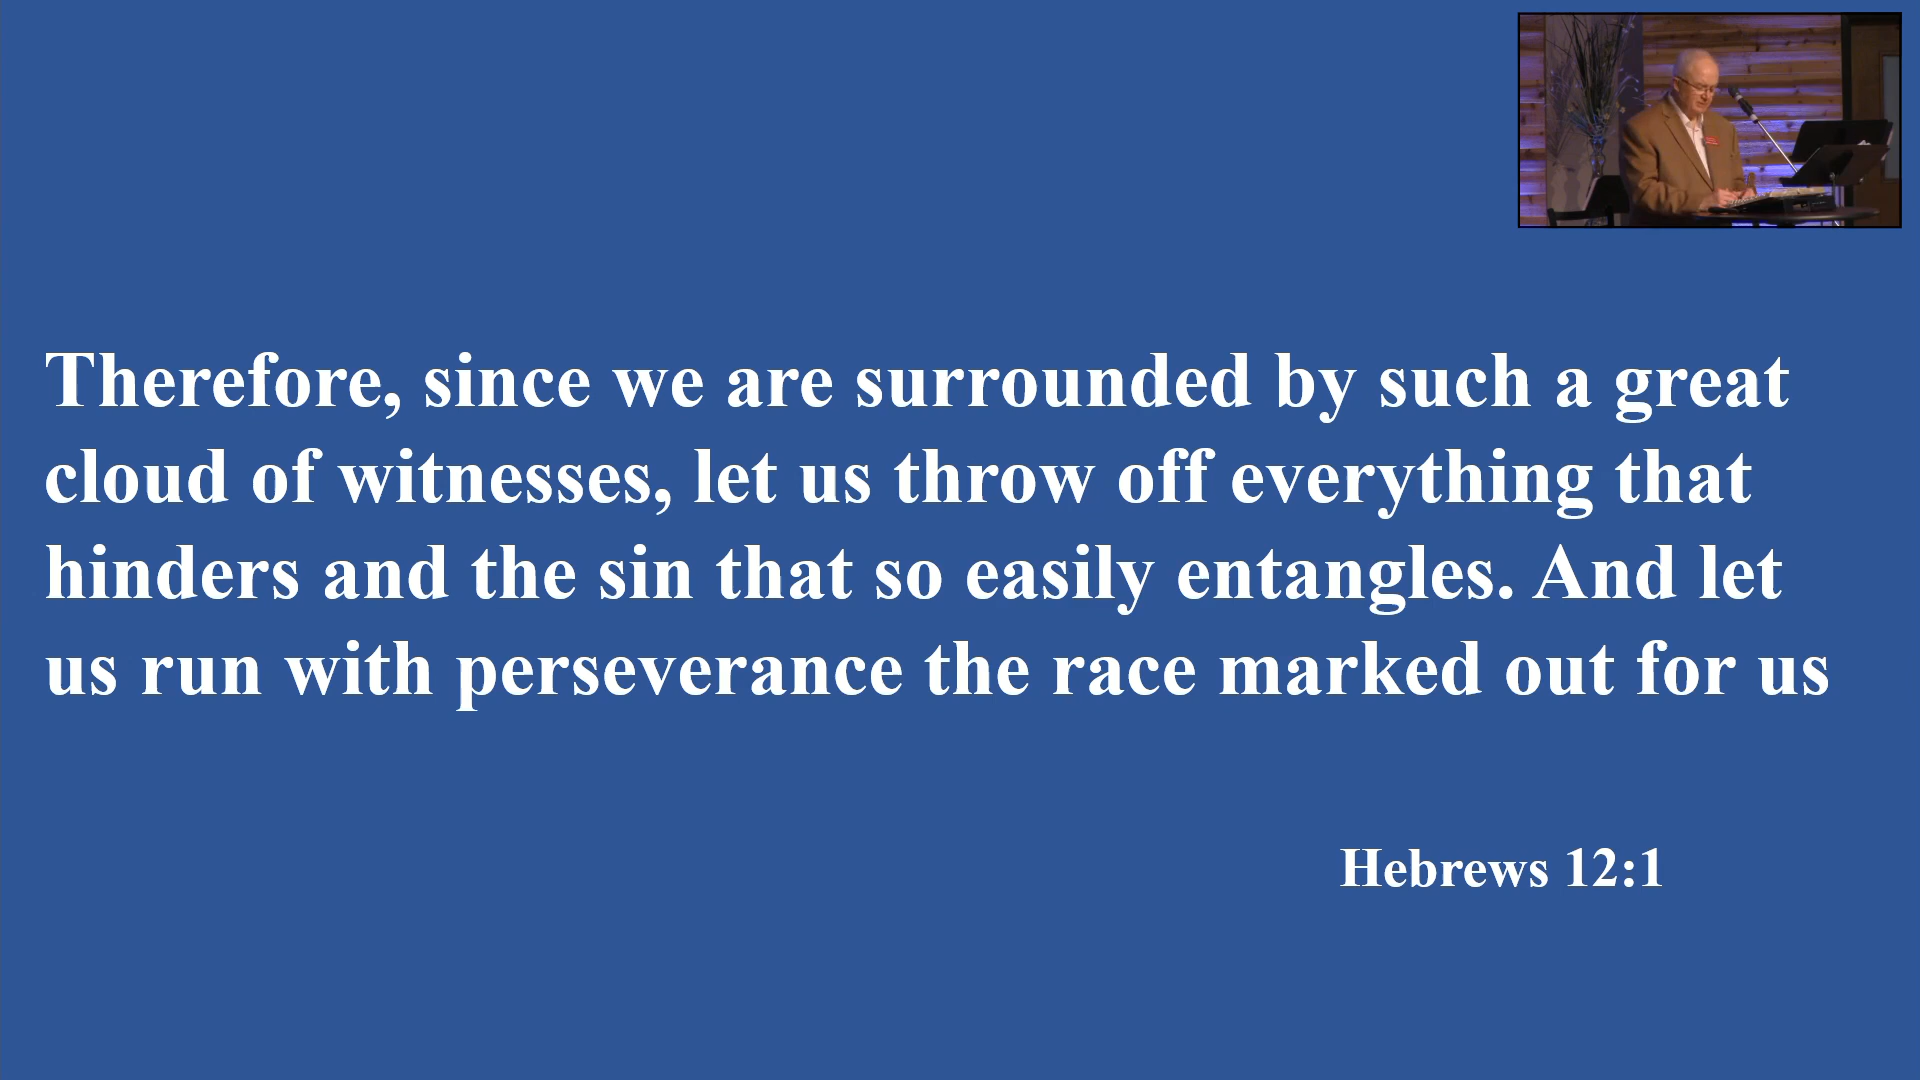 Therefore, since we are surrounded by such a great
cloud of witnesses, let us throw off everything that
hinders and the sin that so easily entangles. And let
us run with perseverance the race marked out for us
Hebrews 12:1